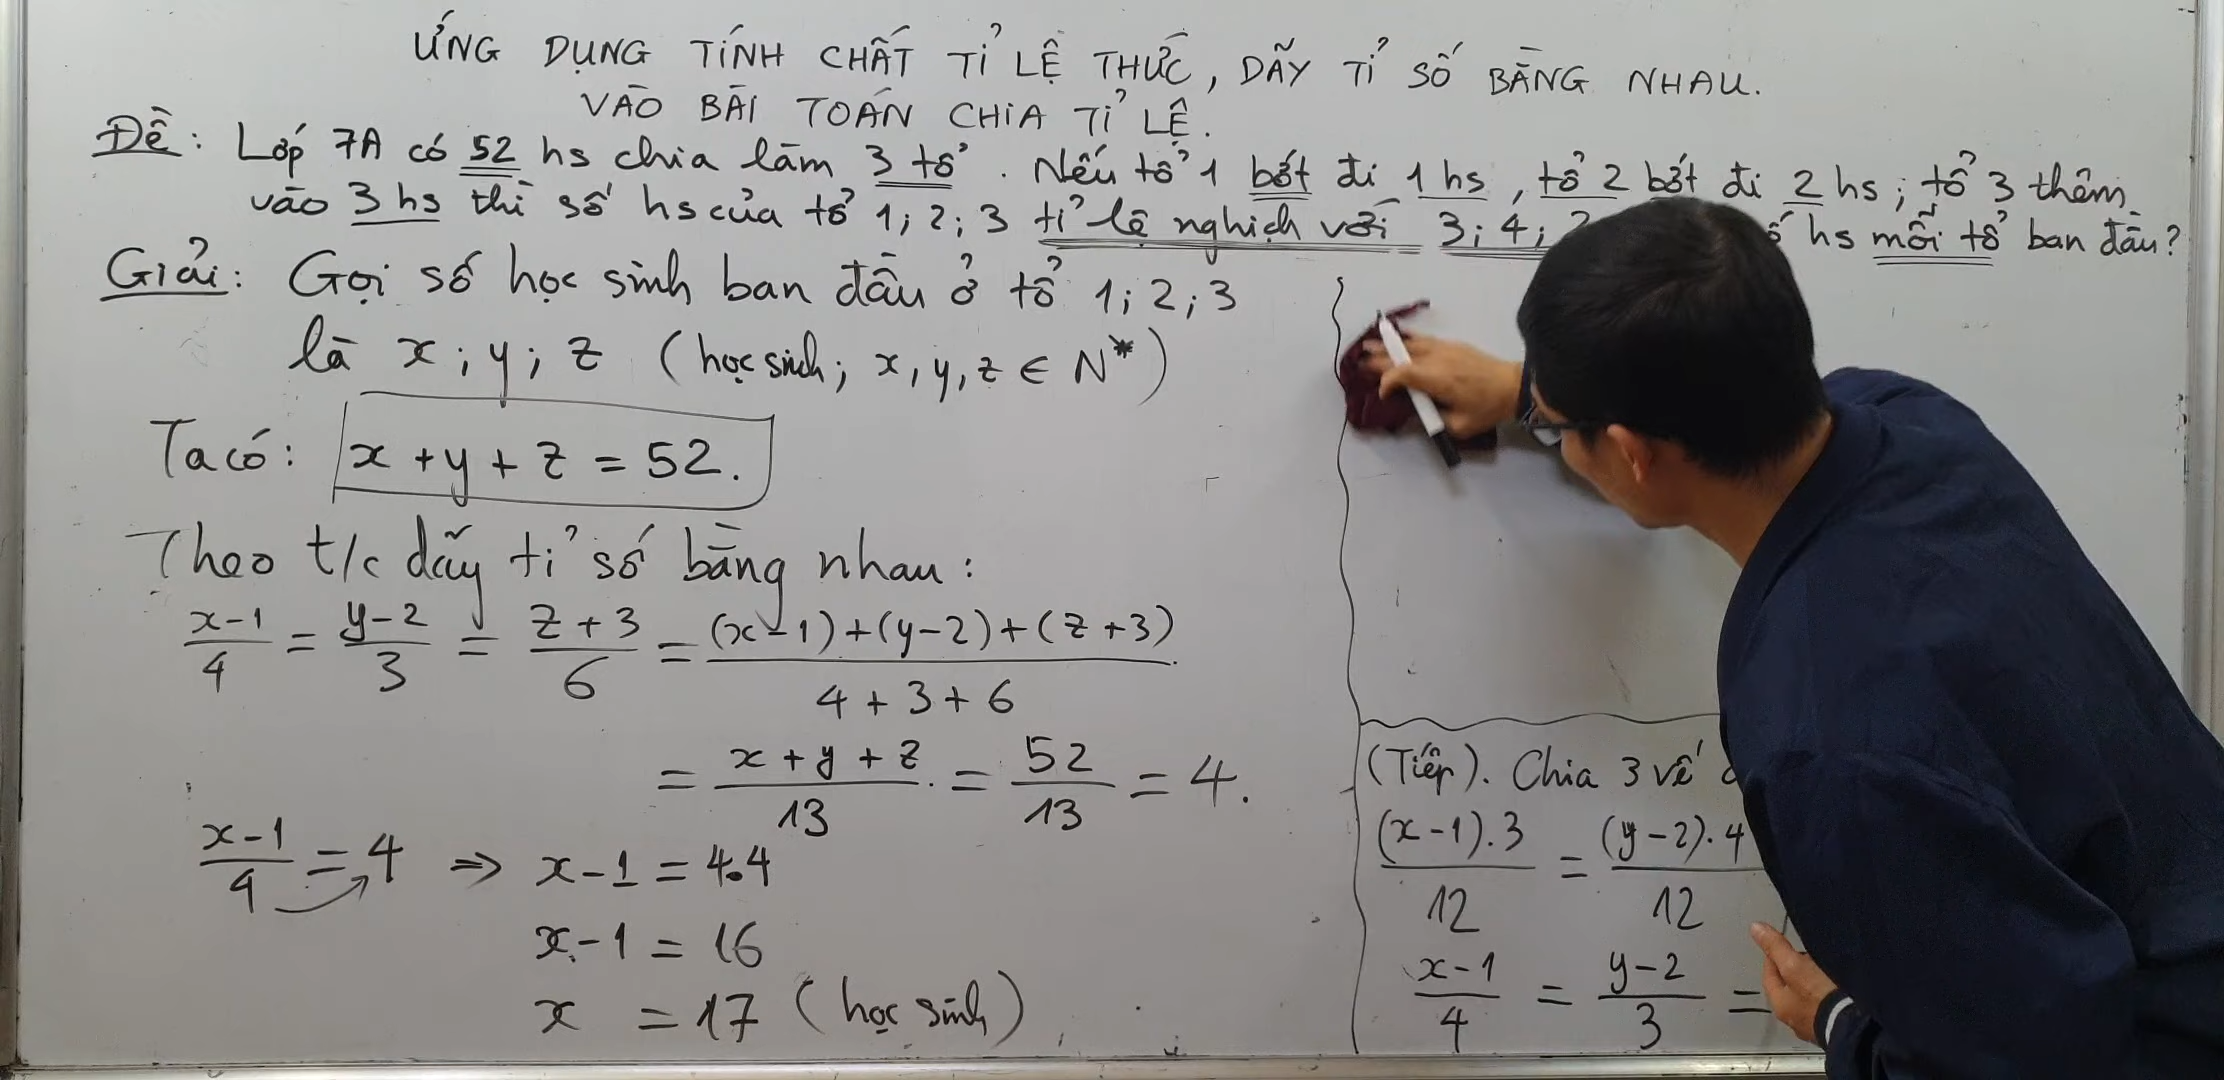 ỨNG DỤNG TÍNH CHẤT TỈ LỆ THỨC, DÃY TỈ SỐ BẰNG NHAU.
VÀO BÀI TOÁN CHIA TỈ LỆ.
Đề: Lớp 7A có 52 hs chia làm 3 tổ. Nếu tổ 1 bớt đi 1 hs, tổ 2 bớt đi 2 hs; tổ 3 thêm
vào 3 hs thì số hs của tổ 1; 2; 3 tỉ lệ nghịch với 3; 4; hs mỗi tổ ban đầu?
Giải: Gọi số học sinh ban đầu ở tổ 1; 2; 3
là x; y; z (học sinh; x, y, z ∈ N*)
Ta có: x + y + z = 52.
Theo t/c dãy tỉ số bằng nhau:
(x-1)/4 = (y-2)/3 = (z+3)/6 = ((x-1)+(y-2)+(z+3))/(4+3+6)
= (x+y+z)/13 = 52/13 = 4.
(x-1)/4 = 4 => x-1 = 4.4
x-1 = 16
x = 17 (học sinh)
(Tiếp). Chia 3 vế
((x-1).3)/12 = ((y-2).4)/12
(x-1)/4 = (y-2)/3 =